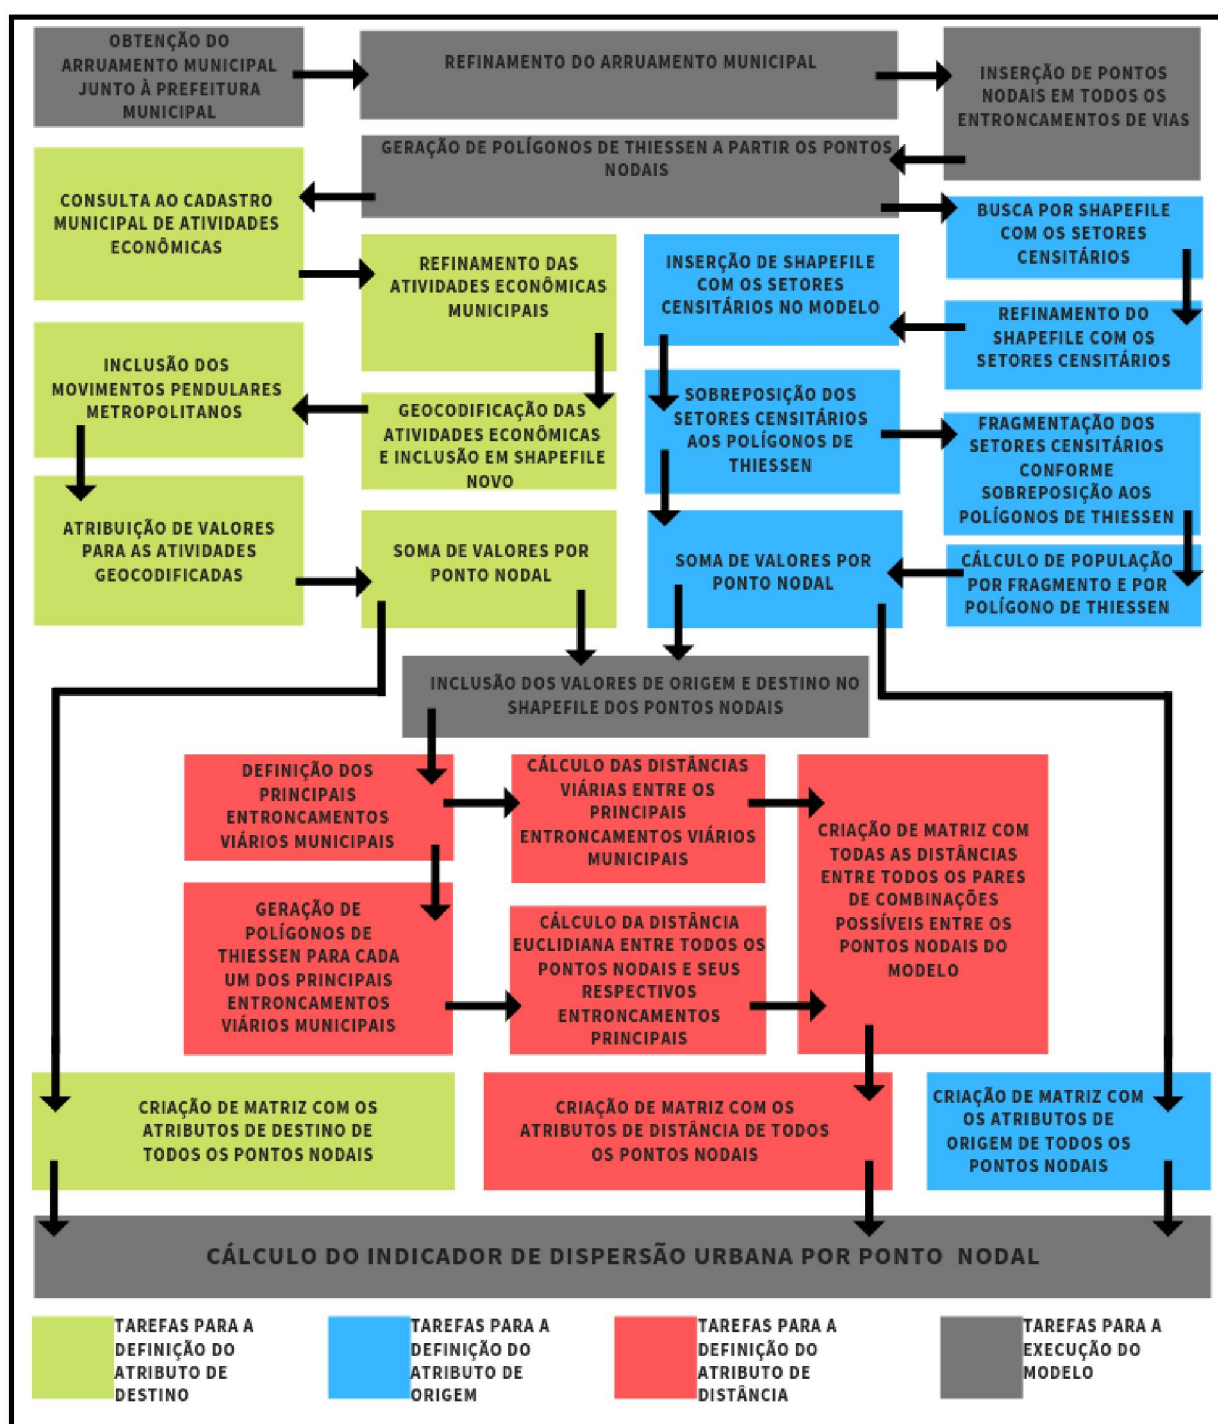 OBTENÇÃO DO
ARRUAMENTO MUNICIPAL
JUNTO À PREFEITURA
MUNICIPAL
REFINAMENTO DO ARRUAMENTO MUNICIPAL
INSERÇÃO DE PONTOS
NODAIS EM TODOS OS
ENTRONCAMENTOS DE VIAS
GERAÇÃO DE POLÍGONOS DE THIESSEN A PARTIR OS PONTOS
NODAIS
CONSULTA AO CADASTRO
MUNICIPAL DE ATIVIDADES
ECONÔMICAS
BUSCA POR SHAPEFILE
COM OS SETORES
CENSITÁRIOS
REFINAMENTO DAS
ATIVIDADES ECONÔMICAS
MUNICIPAIS
INSERÇÃO DE SHAPEFILE
COM OS SETORES
CENSITÁRIOS NO MODELO
REFINAMENTO DO
SHAPEFILE COM OS
SETORES CENSITÁRIOS
INCLUSÃO DOS
MOVIMENTOS PENDULARES
METROPOLITANOS
GEOCODIFICAÇÃO DAS
ATIVIDADES ECONÔMICAS
E INCLUSÃO EM SHAPEFILE
NOVO
SOBREPOSIÇÃO DOS
SETORES CENSITÁRIOS
AOS POLÍGONOS DE
THIESSEN
FRAGMENTAÇÃO DOS
SETORES CENSITÁRIOS
CONFORME
SOBREPOSIÇÃO AOS
POLÍGONOS DE THIESSEN
ATRIBUIÇÃO DE VALORES
PARA AS ATIVIDADES
GEOCODIFICADAS
SOMA DE VALORES POR
PONTO NODAL
SOMA DE VALORES POR
PONTO NODAL
CÁLCULO DE POPULAÇÃO
POR FRAGMENTO E POR
POLÍGONO DE THIESSEN
INCLUSÃO DOS VALORES DE ORIGEM E DESTINO NO
SHAPEFILE DOS PONTOS NODAIS
DEFINIÇÃO DOS
PRINCIPAIS
ENTRONCAMENTOS
VIÁRIOS MUNICIPAIS
CÁLCULO DAS DISTÂNCIAS
VIÁRIAS ENTRE OS
PRINCIPAIS
ENTRONCAMENTOS VIÁRIOS
MUNICIPAIS
CRIAÇÃO DE MATRIZ COM
TODAS AS DISTÂNCIAS
ENTRE TODOS OS PARES
DE COMBINAÇÕES
POSSÍVEIS ENTRE OS
PONTOS NODAIS DO
MODELO
GERAÇÃO DE
POLÍGONOS DE
THIESSEN PARA CADA
UM DOS PRINCIPAIS
ENTRONCAMENTOS
VIÁRIOS MUNICIPAIS
CÁLCULO DA DISTÂNCIA
EUCLIDIANA ENTRE TODOS OS
PONTOS NODAIS E SEUS
RESPECTIVOS
ENTRONCAMENTOS
PRINCIPAIS
CRIAÇÃO DE MATRIZ COM OS
ATRIBUTOS DE DESTINO DE
TODOS OS PONTOS NODAIS
CRIAÇÃO DE MATRIZ COM OS
ATRIBUTOS DE DISTÂNCIA DE TODOS
OS PONTOS NODAIS
CRIAÇÃO DE MATRIZ COM
OS ATRIBUTOS DE
ORIGEM DE TODOS OS
PONTOS NODAIS
CÁLCULO DO INDICADOR DE DISPERSÃO URBANA POR PONTO NODAL
TAREFAS PARA A
DEFINIÇÃO DO
ATRIBUTO DE
DESTINO
TAREFAS PARA A
DEFINIÇÃO DO
ATRIBUTO DE
ORIGEM
TAREFAS PARA A
DEFINIÇÃO DO
ATRIBUTO DE
DISTÂNCIA
TAREFAS PARA A
EXECUÇÃO DO
MODELO